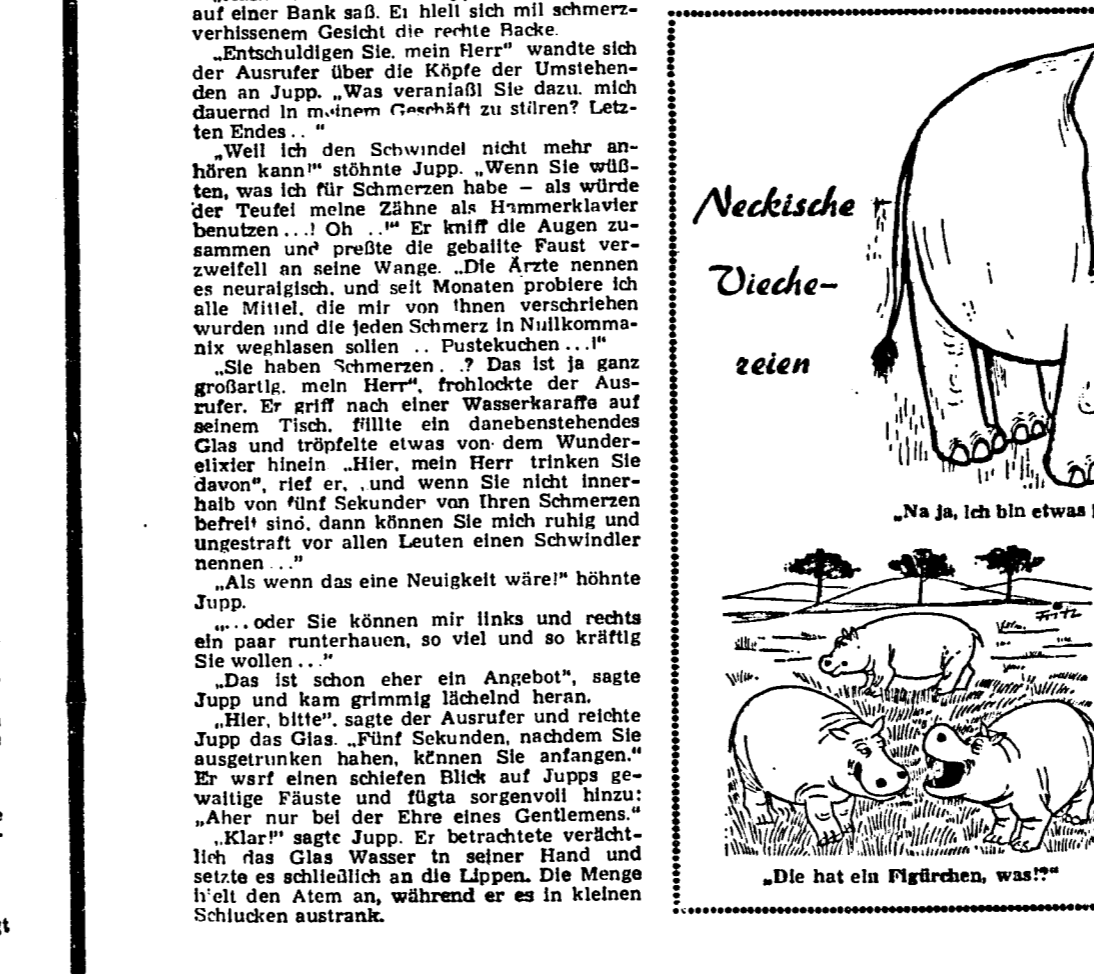 auf einer Bank saß. Er hielt sich mit schmerz-
verbissenem Gesicht die rechte Backe.
„Entschuldigen Sie, mein Herr" wandte sich
der Ausrufer über die Köpfe der Umstehen-
den an Jupp. „Was veranlaßt Sie dazu, mich
dauernd in meinem Geschäft zu stören? Letz-
ten Endes . . "
„Weil ich den Schwindel nicht mehr an-
hören kann!" stöhnte Jupp. „Wenn Sie wüß-
ten, was ich für Schmerzen habe — als würde
der Teufel meine Zähne als Hammerklavier
benutzen . . .! Oh . .!" Er kniff die Augen zu-
sammen und preßte die geballte Faust ver-
zweifelt an seine Wange. „Die Ärzte nennen
es neuralgisch, und seit Monaten probiere ich
alle Mittel, die mir von ihnen verschrieben
wurden und die jeden Schmerz in Nullkomma-
nix wegblasen sollen . . Pustekuchen . . .!"
„Sie haben Schmerzen . .? Das ist ja ganz
großartig, mein Herr", frohlockte der Aus-
rufer. Er griff nach einer Wasserkaraffe auf
seinem Tisch, füllte ein danebenstehendes
Glas und tröpfelte etwas von dem Wunder-
elixier hinein „Hier, mein Herr trinken Sie
davon", rief er, „und wenn Sie nicht inner-
halb von fünf Sekunden von Ihren Schmerzen
befreit sind, dann können Sie mich ruhig und
ungestraft vor allen Leuten einen Schwindler
nennen . . ."
„Als wenn das eine Neuigkeit wäre!" höhnte
Jupp.
„. . . oder Sie können mir links und rechts
ein paar runterhauen, so viel und so kräftig
Sie wollen . . ."
„Das ist schon eher ein Angebot", sagte
Jupp und kam grimmig lächelnd heran.
„Hier, bitte", sagte der Ausrufer und reichte
Jupp das Glas. „Fünf Sekunden, nachdem Sie
ausgetrunken haben, können Sie anfangen."
Er warf einen schiefen Blick auf Jupps ge-
waltige Fäuste und fügta sorgenvoll hinzu:
„Aber nur bei der Ehre eines Gentlemens."
„Klar!" sagte Jupp. Er betrachtete verächt-
lich das Glas Wasser in seiner Hand und
setzte es schließlich an die Lippen. Die Menge
hielt den Atem an, während er es in kleinen
Schlucken austrank.
Neckische
Vieche-
reien
„Na ja, ich bin etwas
Fritz
„Die hat ein Figürchen, was!?"